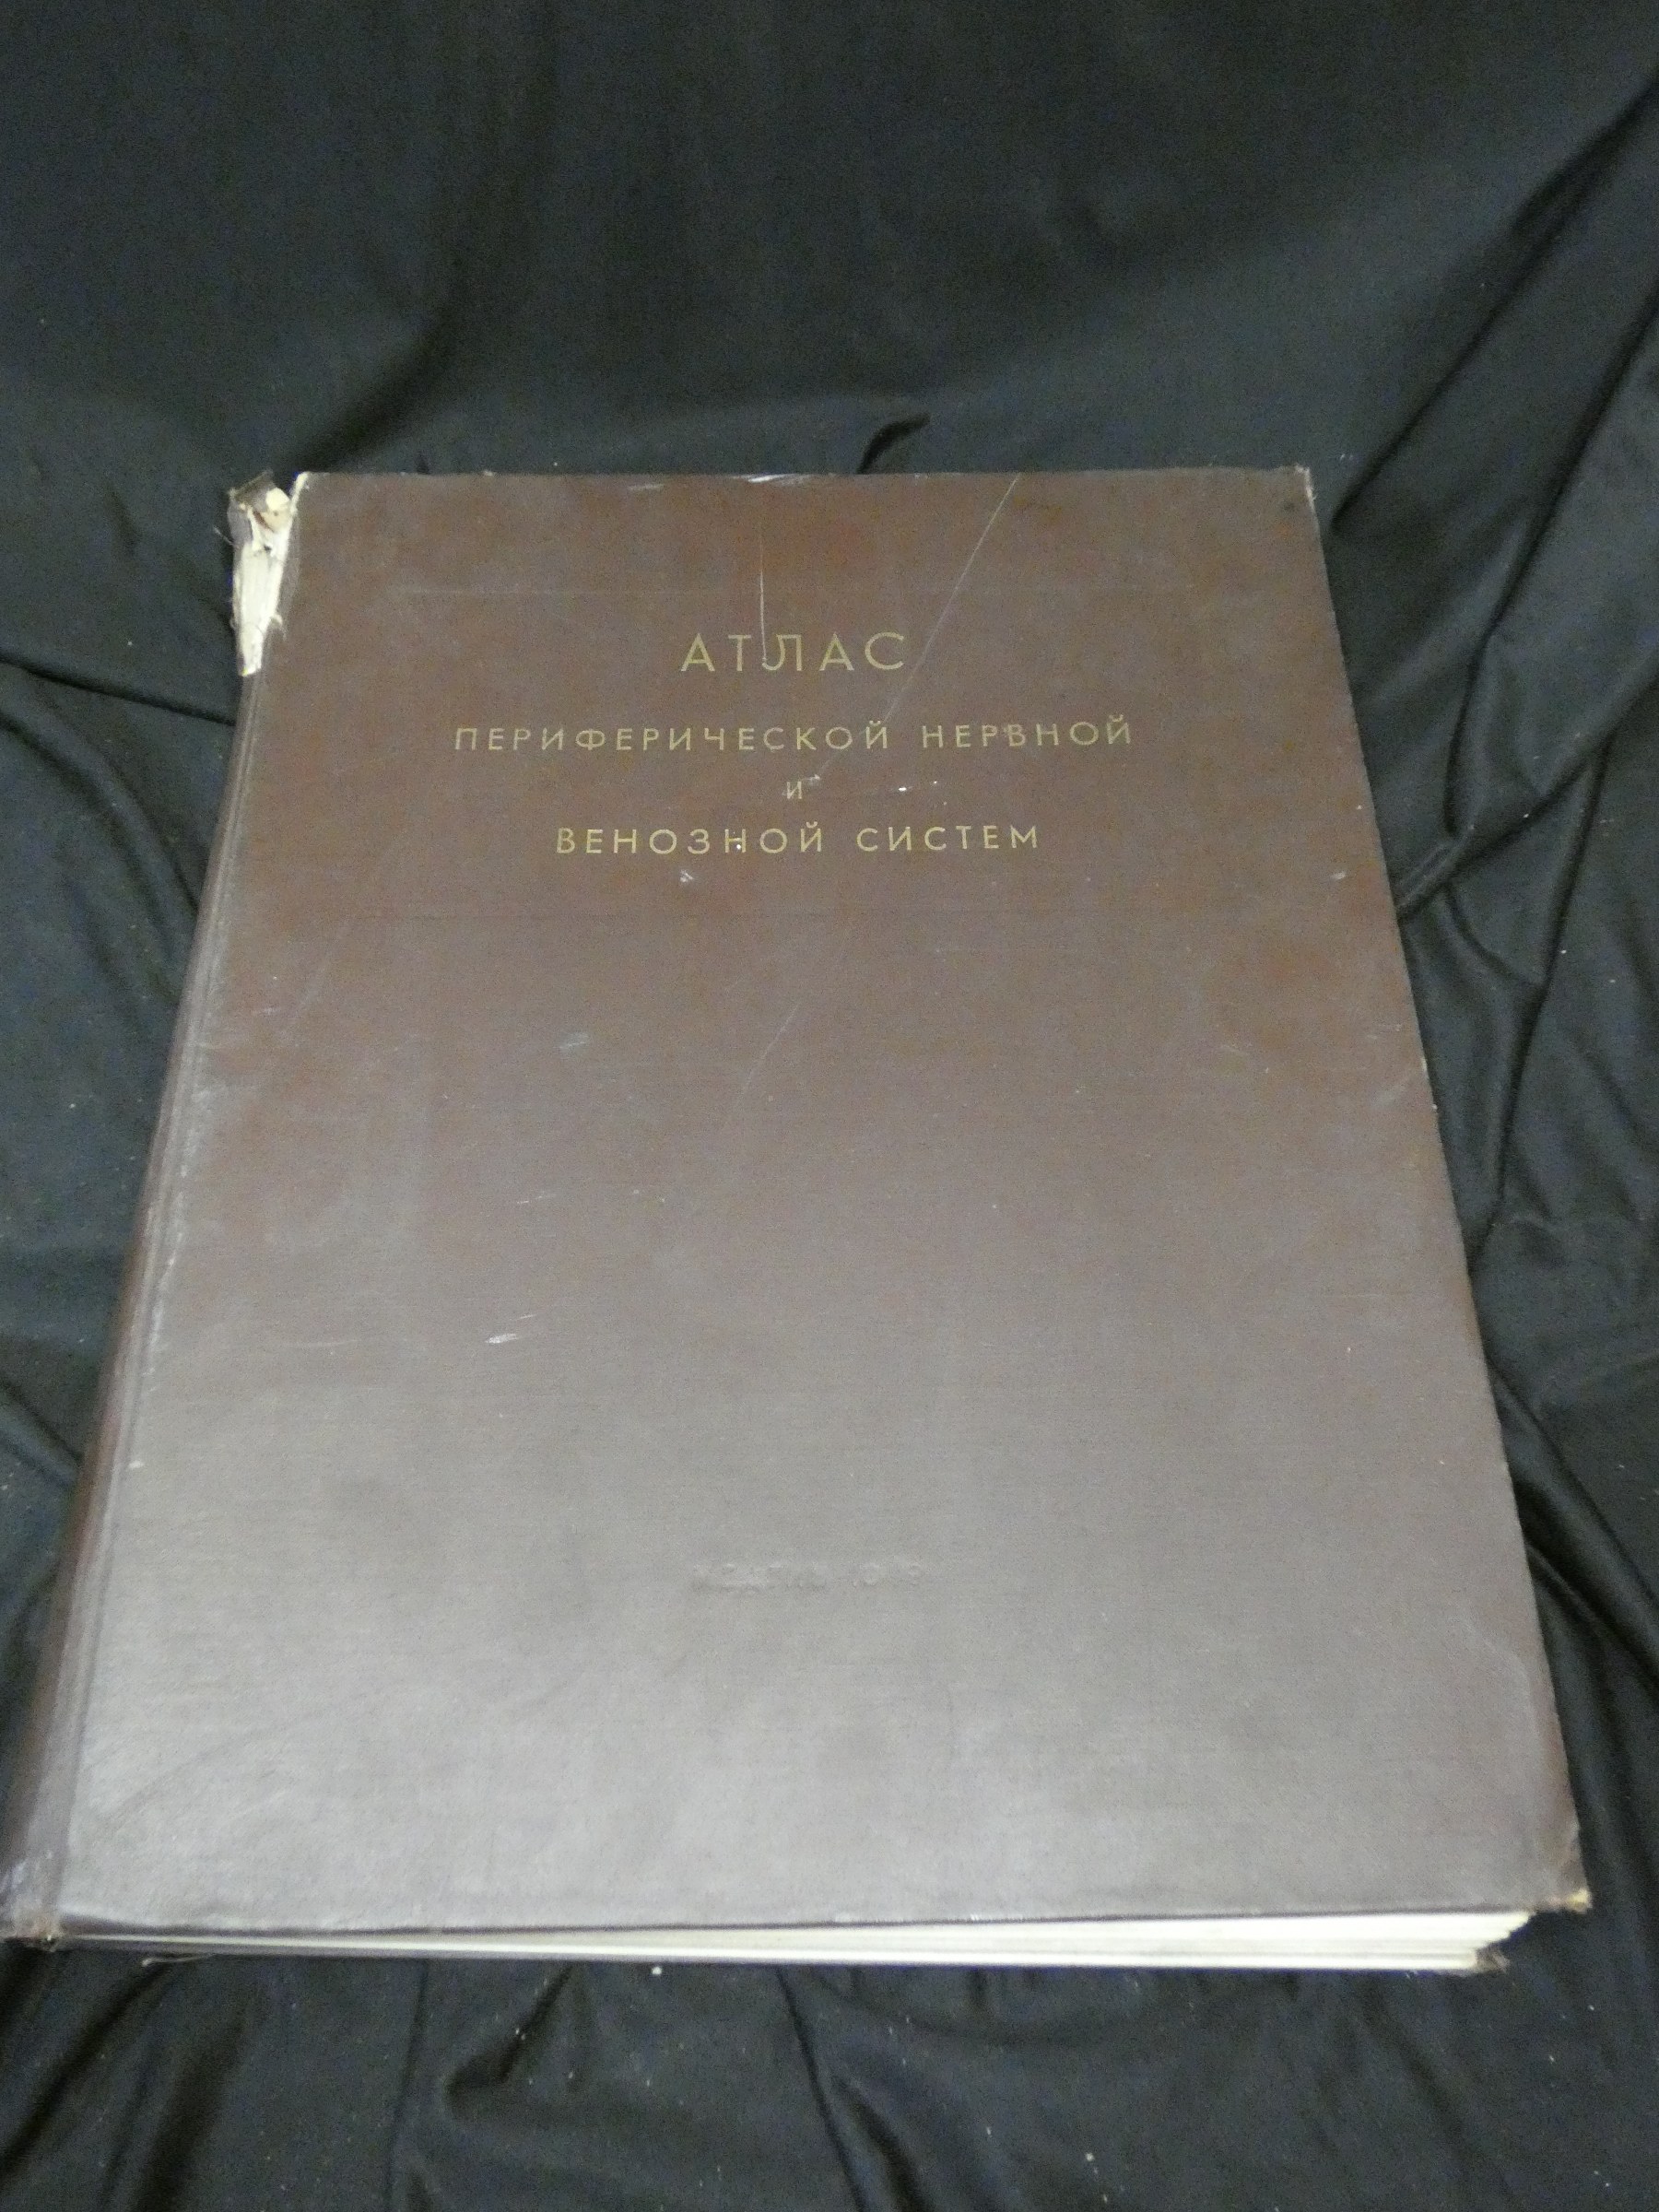 АТЛАС
ПЕРИФЕРИЧЕСКОЙ НЕРВНОЙ
И
ВЕНОЗНОЙ СИСТЕМ